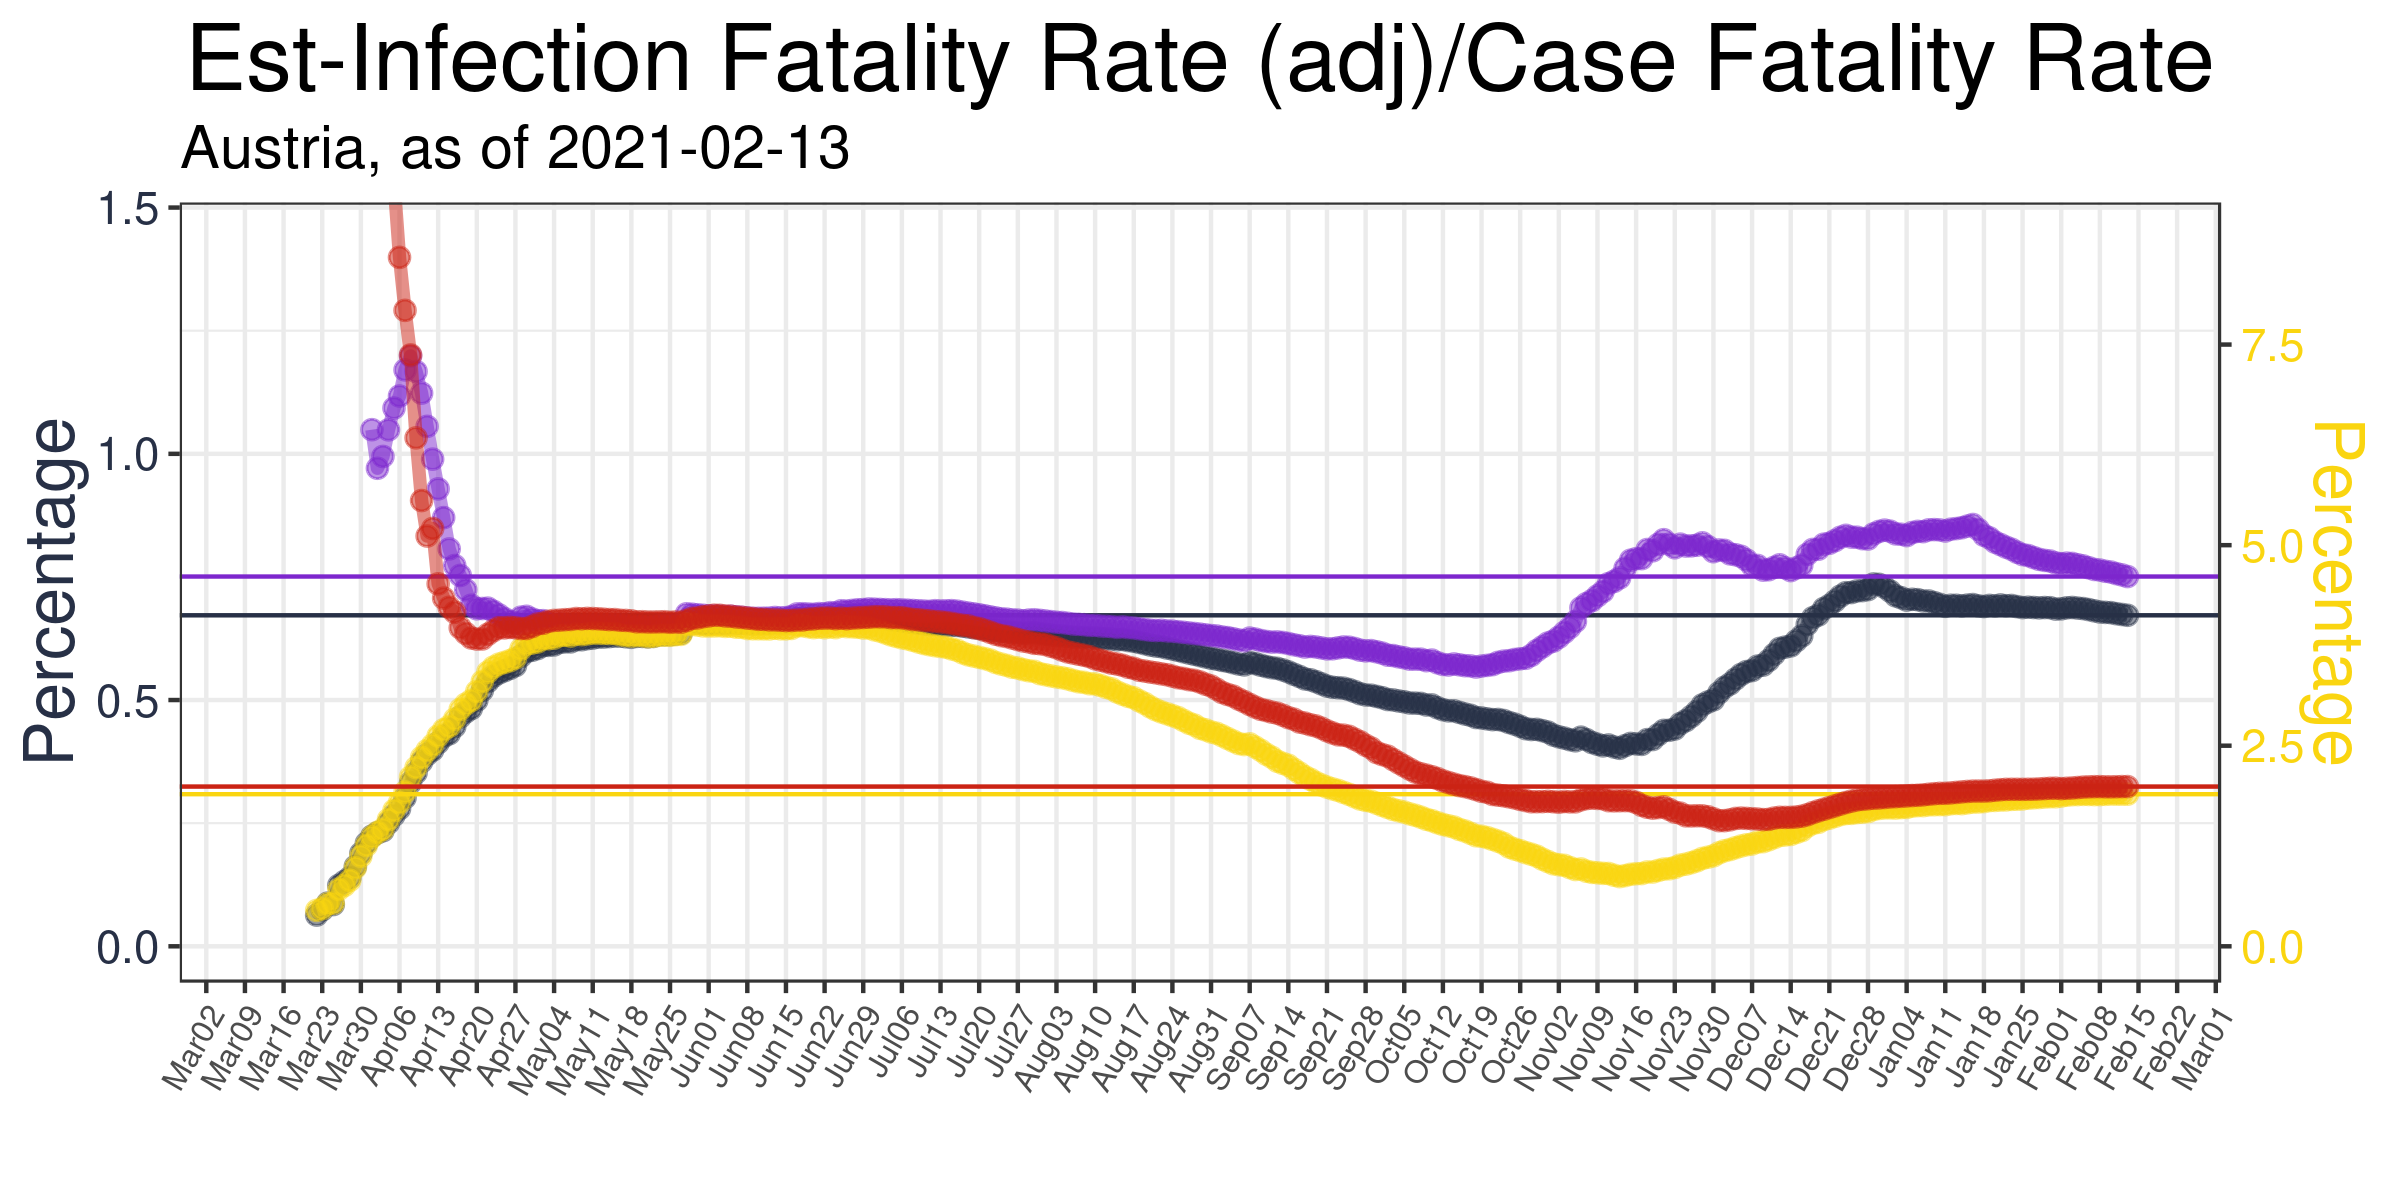 Est-Infection Fatality Rate (adj)/Case Fatality Rate
Austria, as of 2021-02-13
Percentage
1.5
1.0
0.5
0.0
7.5
5.0
2.5
0.0
Percentage
Mar02
Mar09
Mar16
Mar23
Mar30
Apr06
Apr13
Apr20
Apr27
May04
May11
May18
May25
Jun01
Jun08
Jun15
Jun22
Jun29
Jul06
Jul13
Jul20
Jul27
Aug03
Aug10
Aug17
Aug24
Aug31
Sep07
Sep14
Sep21
Sep28
Oct05
Oct12
Oct19
Oct26
Nov02
Nov09
Nov16
Nov23
Nov30
Dec07
Dec14
Dec21
Dec28
Jan04
Jan11
Jan18
Jan25
Feb01
Feb08
Feb15
Feb22
Mar01